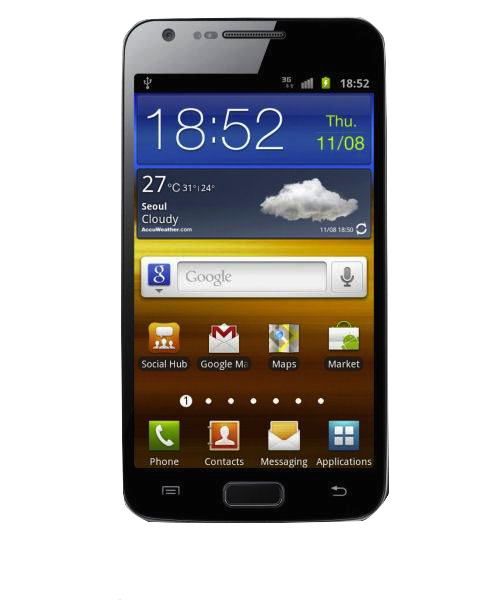 3G 18:52
18:52 Thu.
11/08
27 °C 31°↑24°
Seoul
Cloudy
AccuWeather.com 11/08 18:50
g Google
Social Hub Google Ma Maps Market
1
Phone Contacts Messaging Applications